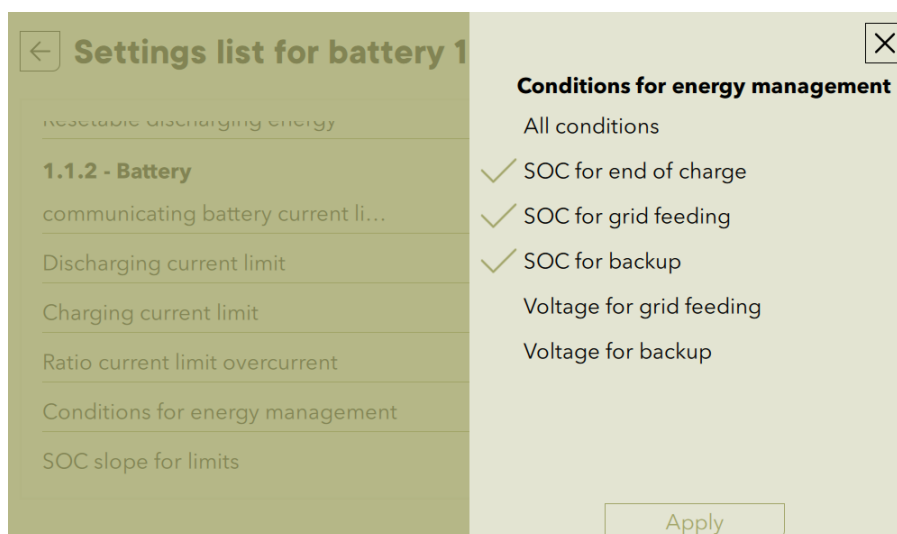 Settings list for battery 1
Resetable discharging energy
1.1.2 - Battery
communicating battery current li...
Discharging current limit
Charging current limit
Ratio current limit overcurrent
Conditions for energy management
SOC slope for limits
Conditions for energy management
All conditions
SOC for end of charge
SOC for grid feeding
SOC for backup
Voltage for grid feeding
Voltage for backup
Apply